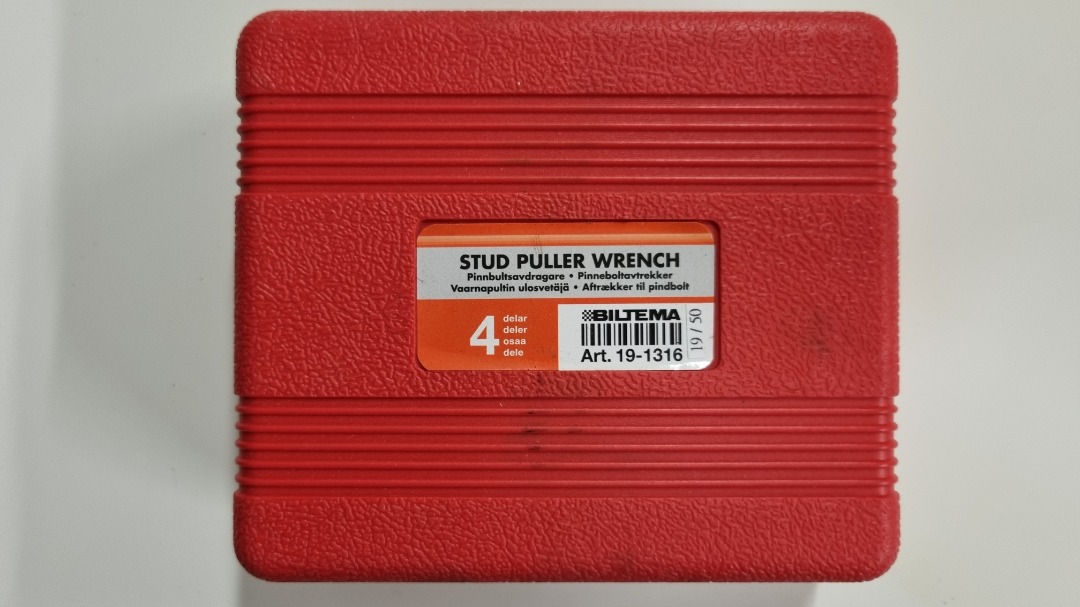 STUD PULLER WRENCH
Pinnbultsavdragare • Pinneboltavtrekker
Vaarnapultin ulosvetäjä • Aftrækker til pindbolt
4
delar
deler
osaa
dele
BILTEMA
Art. 19-1316
19 / 50